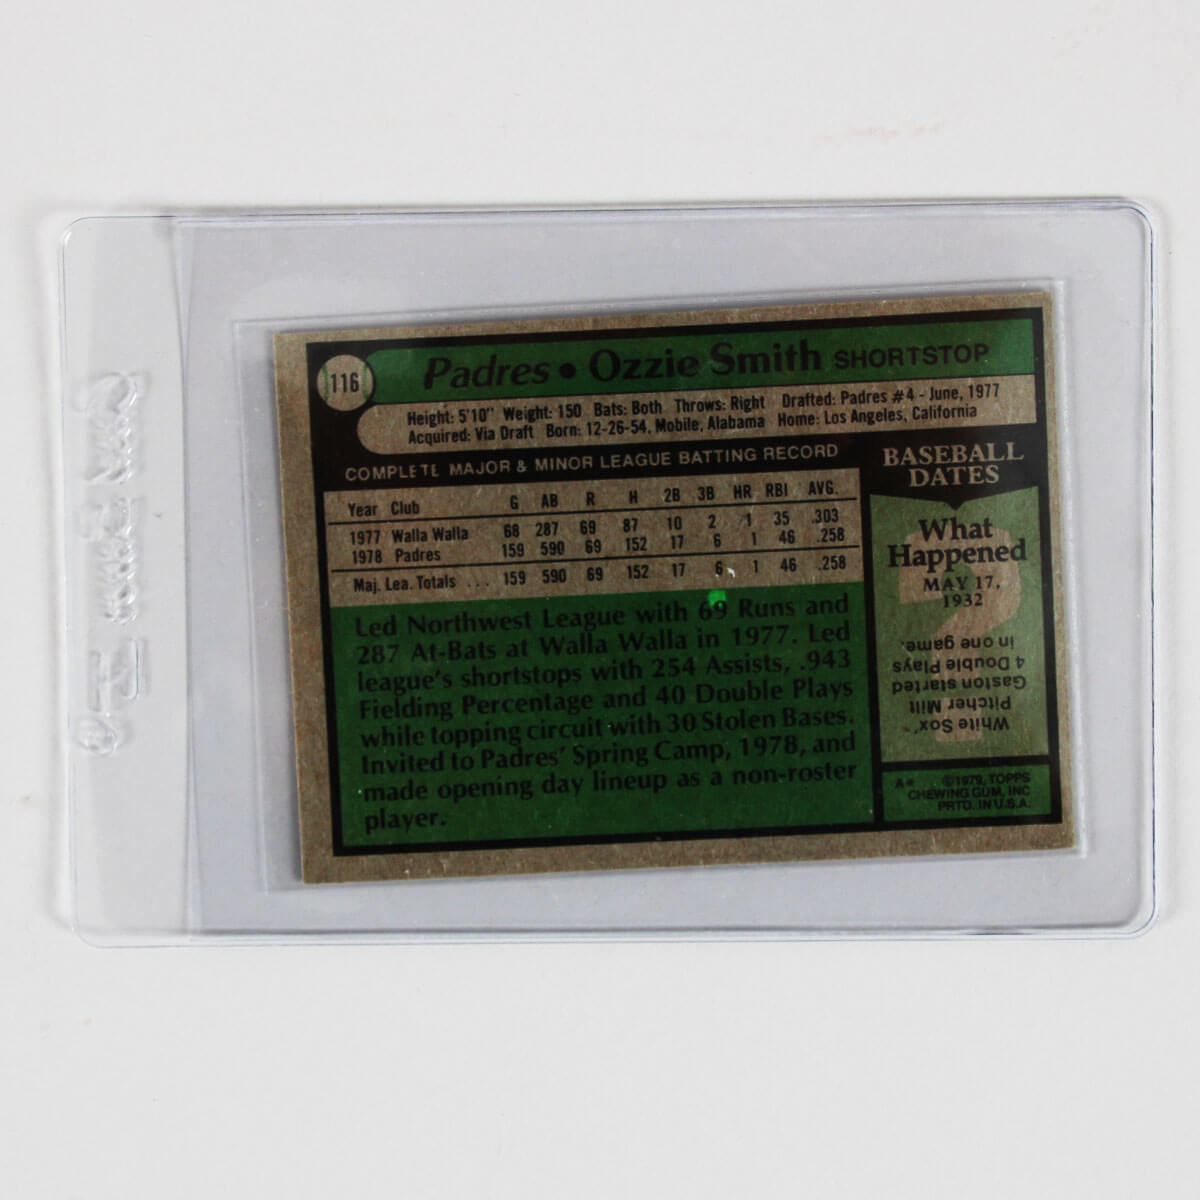 116
Padres • Ozzie Smith SHORTSTOP
Height: 5'10" Weight: 150 Bats: Both Throws: Right Drafted: Padres #4 - June, 1977
Acquired: Via Draft Born: 12-26-54, Mobile, Alabama Home: Los Angeles, California
COMPLETE MAJOR & MINOR LEAGUE BATTING RECORD
Year Club G AB R H 2B 3B HR RBI AVG.
1977 Walla Walla 68 287 69 87 10 2 1 35 .303
1978 Padres 159 590 69 152 17 6 1 46 .258
Maj. Lea. Totals ... 159 590 69 152 17 6 1 46 .258
Led Northwest League with 69 Runs and
287 At-Bats at Walla Walla in 1977. Led
league's shortstops with 254 Assists, .943
Fielding Percentage and 40 Double Plays
while topping circuit with 30 Stolen Bases.
Invited to Padres' Spring Camp, 1978, and
made opening day lineup as a non-roster
player.
BASEBALL
DATES
What
Happened
MAY 17,
1932
White Sox'
Pitcher Milt
Gaston started
4 Double Plays
in one game.
A* ©1979, TOPPS
CHEWING GUM, INC
PRTD. IN U.S.A.